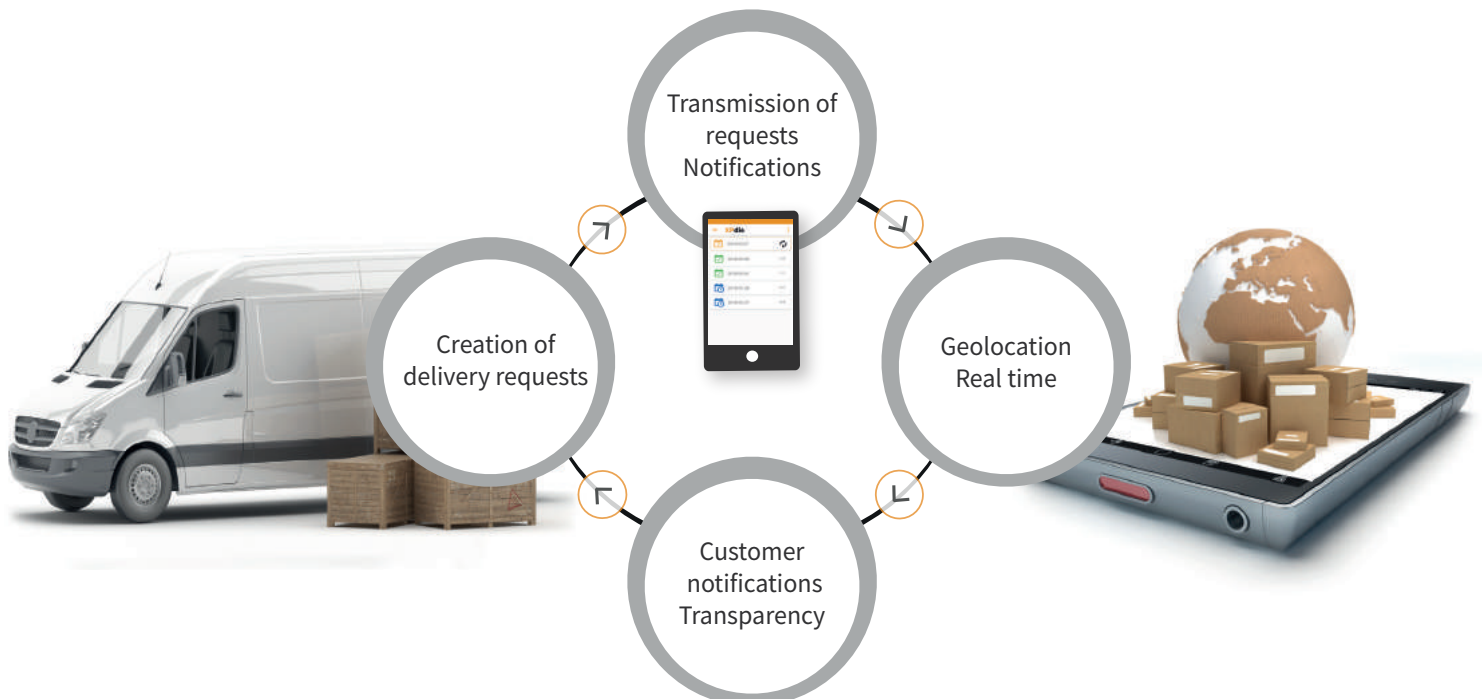 Transmission of
requests
Notifications
Creation of
delivery requests
Geolocation
Real time
Customer
notifications
Transparency